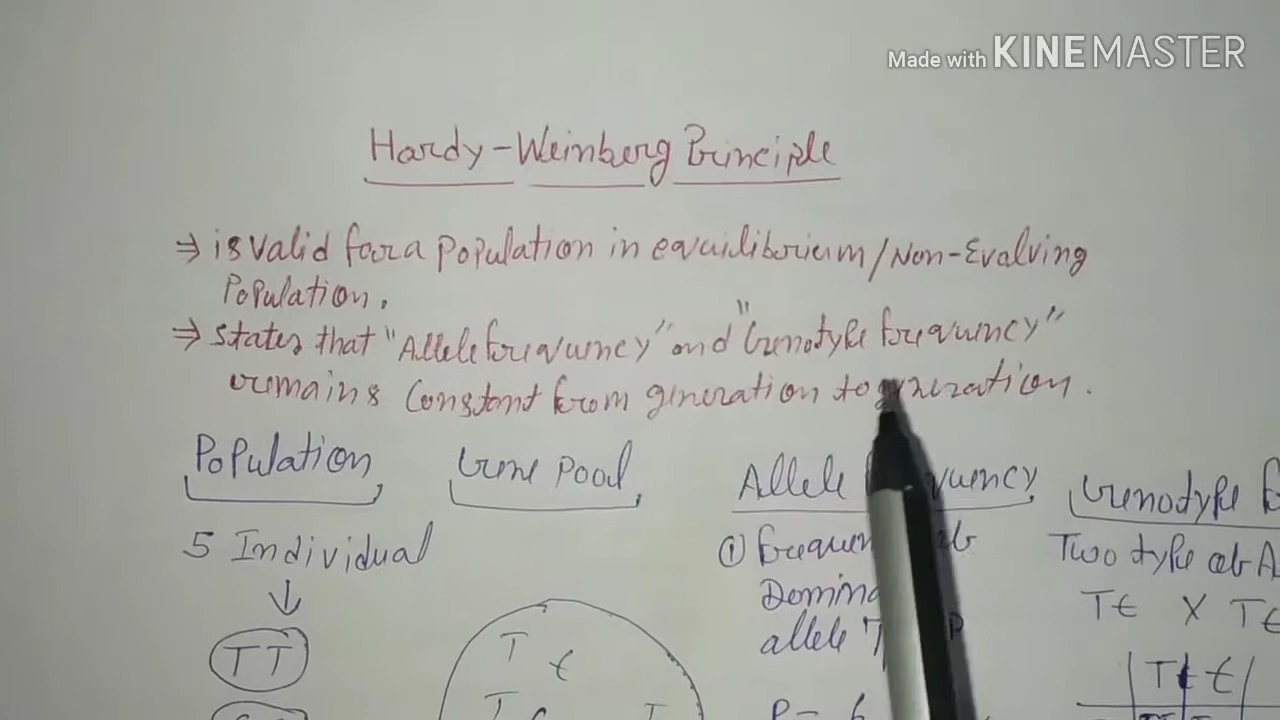 Made with KINEMASTER
Hardy-Weinberg Principle
⇒ is valid for a Population in equilibrium/Non-Evolving
Population.
⇒ States that "Allele frequency" and "Genotype frequency"
remains Constant from generation to generation.
Population
Gene Pool
Allele
Genotype
5 Individual
↓
TT
T t
T
T
①
allele
P = 6
Two type of A
Tt X Tt
T t